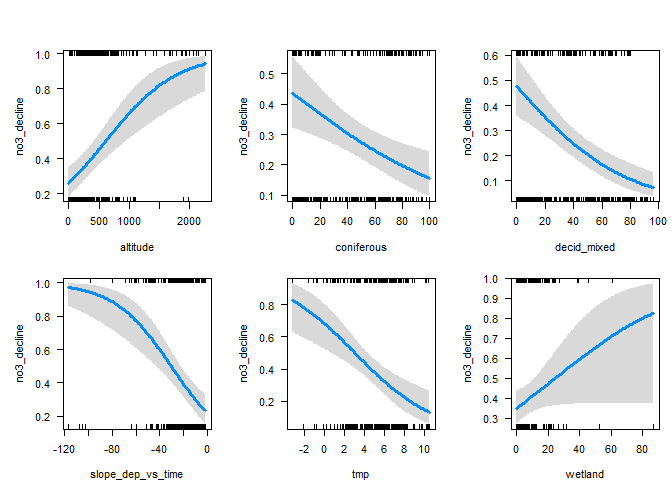 no3_decline
1.0
0.8
0.6
0.4
0.2
0 500 1000 2000
altitude
no3_decline
0.5
0.4
0.3
0.2
0.1
0 20 40 60 80 100
coniferous
no3_decline
0.6
0.5
0.4
0.3
0.2
0.1
0 20 40 60 80 100
decid_mixed
no3_decline
1.0
0.8
0.6
0.4
0.2
-120 -80 -40 0
slope_dep_vs_time
no3_decline
0.8
0.6
0.4
0.2
-2 0 2 4 6 8 10
tmp
no3_decline
1.0
0.9
0.8
0.7
0.6
0.5
0.4
0.3
0 20 40 60 80
wetland